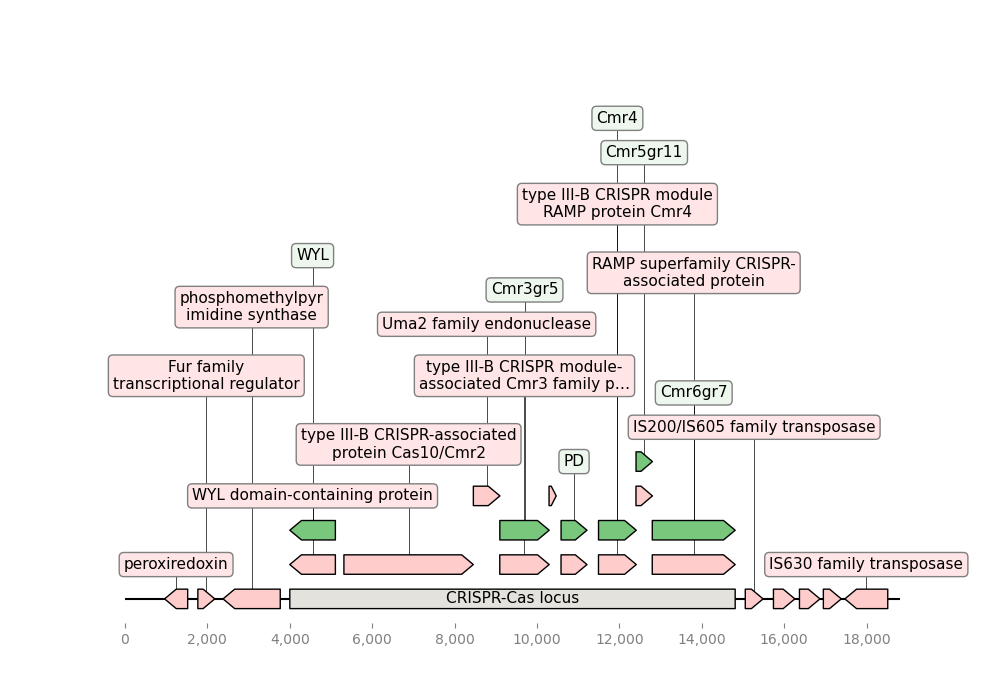 Cmr4
Cmr5gr11
type III-B CRISPR module
RAMP protein Cmr4
WYL
RAMP superfamily CRISPR-
associated protein
Cmr3gr5
phosphomethylpyr
imidine synthase
Uma2 family endonuclease
Fur family
transcriptional regulator
type III-B CRISPR module-
associated Cmr3 family p…
Cmr6gr7
IS200/IS605 family transposase
type III-B CRISPR-associated
protein Cas10/Cmr2
PD
WYL domain-containing protein
peroxiredoxin
IS630 family transposase
CRISPR-Cas locus
0 2,000 4,000 6,000 8,000 10,000 12,000 14,000 16,000 18,000